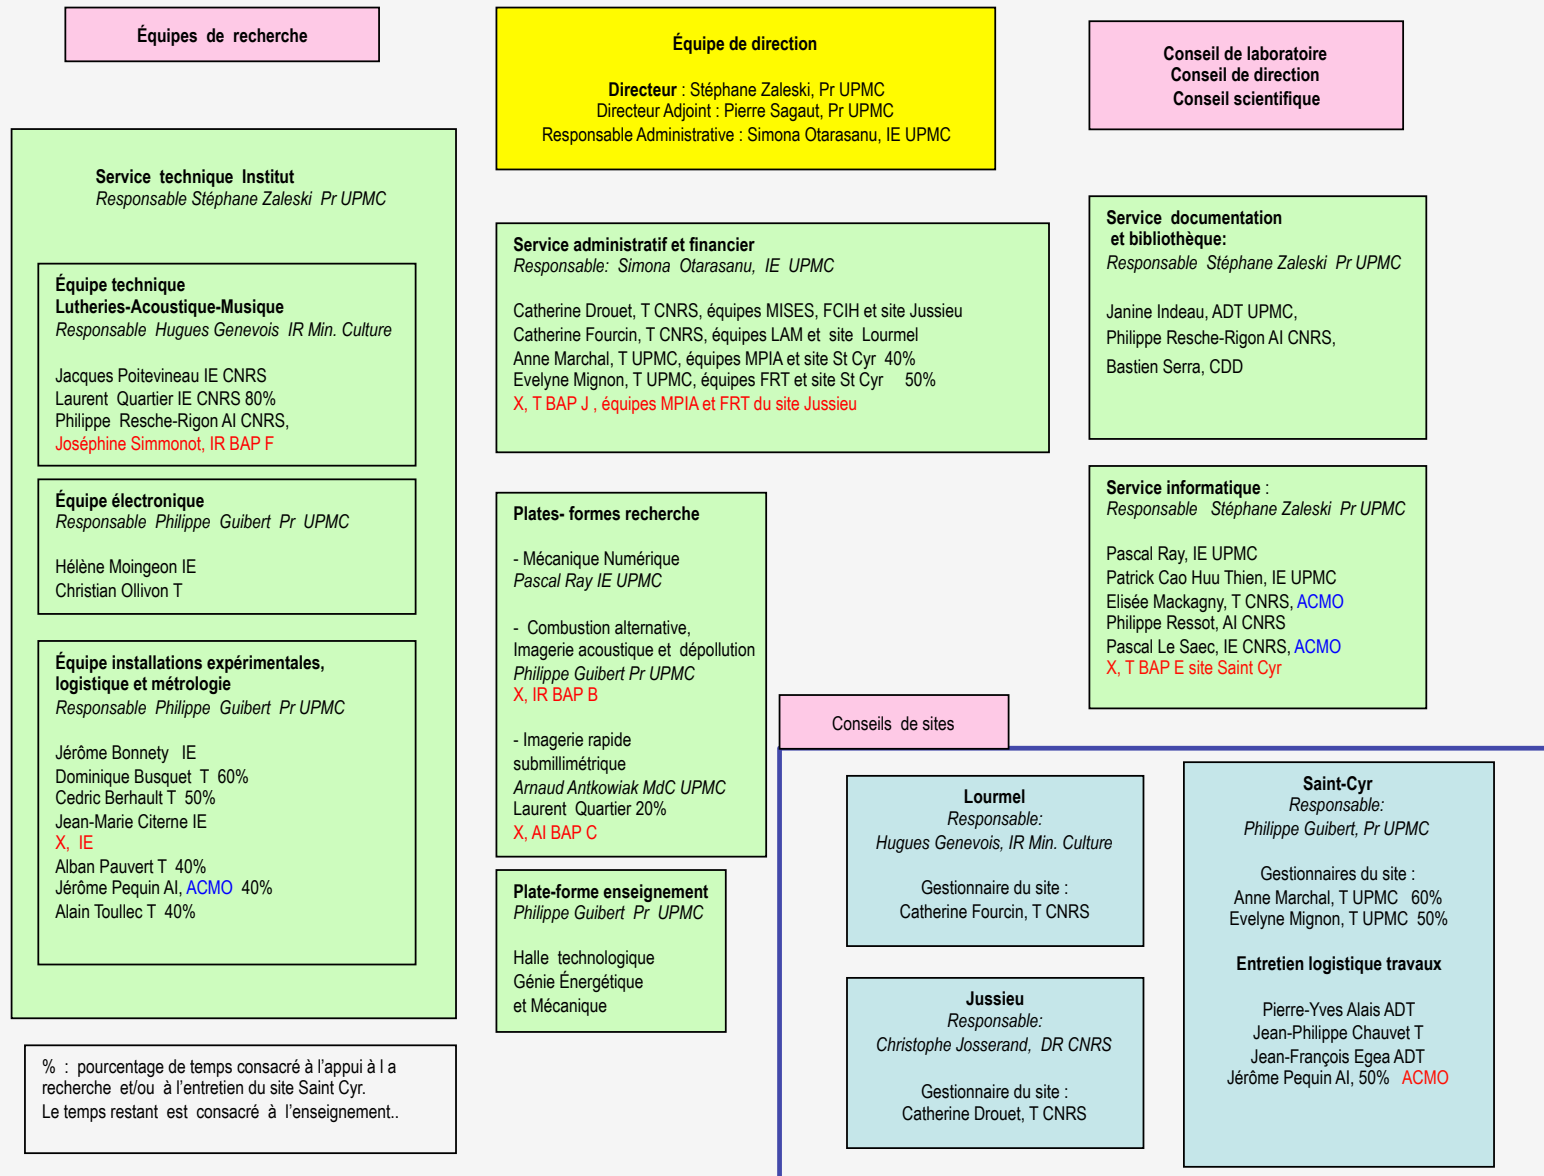 Équipes de recherche
Équipe de direction
Directeur : Stéphane Zaleski, Pr UPMC
Directeur Adjoint : Pierre Sagaut, Pr UPMC
Responsable Administrative : Simona Otarasanu, IE UPMC
Conseil de laboratoire
Conseil de direction
Conseil scientifique
Service technique Institut
Responsable Stéphane Zaleski Pr UPMC
Équipe technique
Lutheries-Acoustique-Musique
Responsable Hugues Genevois IR Min. Culture
Jacques Poitevineau IE CNRS
Laurent Quartier IE CNRS 80%
Philippe Resche-Rigon AI CNRS,
Joséphine Simmonot, IR BAP F
Équipe électronique
Responsable Philippe Guibert Pr UPMC
Hélène Moingeon IE
Christian Ollivon T
Équipe installations expérimentales,
logistique et métrologie
Responsable Philippe Guibert Pr UPMC
Jérôme Bonnety IE
Dominique Busquet T 60%
Cedric Berhault T 50%
Jean-Marie Citerne IE
X, IE
Alban Pauvert T 40%
Jérôme Pequin AI, ACMO 40%
Alain Toullec T 40%
% : pourcentage de temps consacré à l'appui à l a
recherche et/ou à l'entretien du site Saint Cyr.
Le temps restant est consacré à l'enseignement..
Service administratif et financier
Responsable: Simona Otarasanu, IE UPMC
Catherine Drouet, T CNRS, équipes MISES, FCIH et site Jussieu
Catherine Fourcin, T CNRS, équipes LAM et site Lourmel
Anne Marchal, T UPMC, équipes MPIA et site St Cyr 40%
Evelyne Mignon, T UPMC, équipes FRT et site St Cyr 50%
X, T BAP J , équipes MPIA et FRT du site Jussieu
Plates- formes recherche
- Mécanique Numérique
Pascal Ray IE UPMC
- Combustion alternative,
Imagerie acoustique et dépollution
Philippe Guibert Pr UPMC
X, IR BAP B
- Imagerie rapide
submillimétrique
Arnaud Antkowiak MdC UPMC
Laurent Quartier 20%
X, AI BAP C
Plate-forme enseignement
Philippe Guibert Pr UPMC
Halle technologique
Génie Énergétique
et Mécanique
Service documentation
et bibliothèque:
Responsable Stéphane Zaleski Pr UPMC
Janine Indeau, ADT UPMC,
Philippe Resche-Rigon AI CNRS,
Bastien Serra, CDD
Service informatique :
Responsable Stéphane Zaleski Pr UPMC
Pascal Ray, IE UPMC
Patrick Cao Huu Thien, IE UPMC
Elisée Mackagny, T CNRS, ACMO
Philippe Ressot, AI CNRS
Pascal Le Saec, IE CNRS, ACMO
X, T BAP E site Saint Cyr
Conseils de sites
Lourmel
Responsable:
Hugues Genevois, IR Min. Culture
Gestionnaire du site :
Catherine Fourcin, T CNRS
Jussieu
Responsable:
Christophe Josserand, DR CNRS
Gestionnaire du site :
Catherine Drouet, T CNRS
Saint-Cyr
Responsable:
Philippe Guibert, Pr UPMC
Gestionnaires du site :
Anne Marchal, T UPMC 60%
Evelyne Mignon, T UPMC 50%
Entretien logistique travaux
Pierre-Yves Alais ADT
Jean-Philippe Chauvet T
Jean-François Egea ADT
Jérôme Pequin AI, 50% ACMO